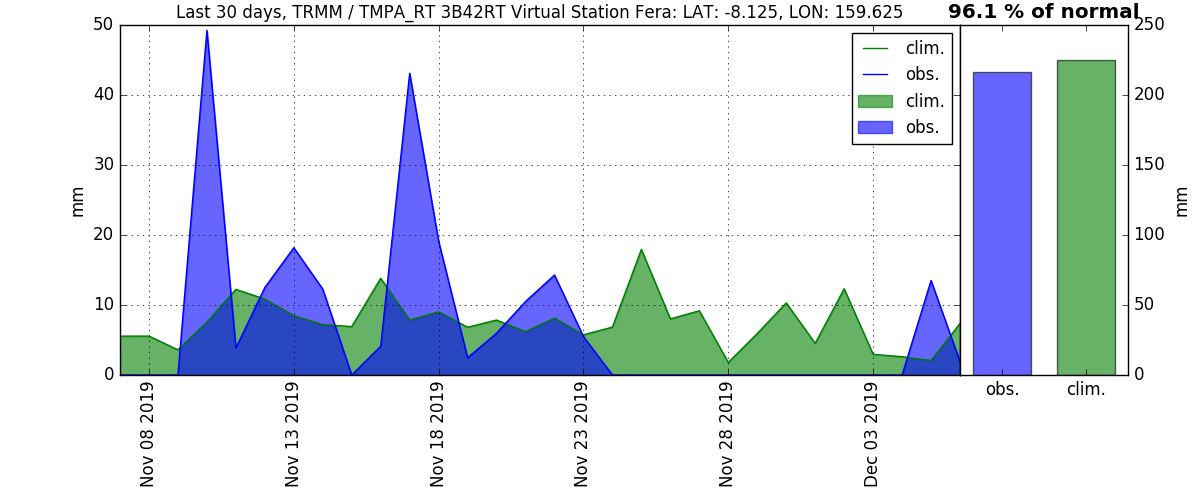 Last 30 days, TRMM / TMPA_RT 3B42RT Virtual Station Fera: LAT: -8.125, LON: 159.625
96.1 % of normal
50
40
30
20
10
0
mm
clim.
obs.
clim.
obs.
250
200
150
100
50
0
mm
Nov 08 2019
Nov 13 2019
Nov 18 2019
Nov 23 2019
Nov 28 2019
Dec 03 2019
obs.
clim.